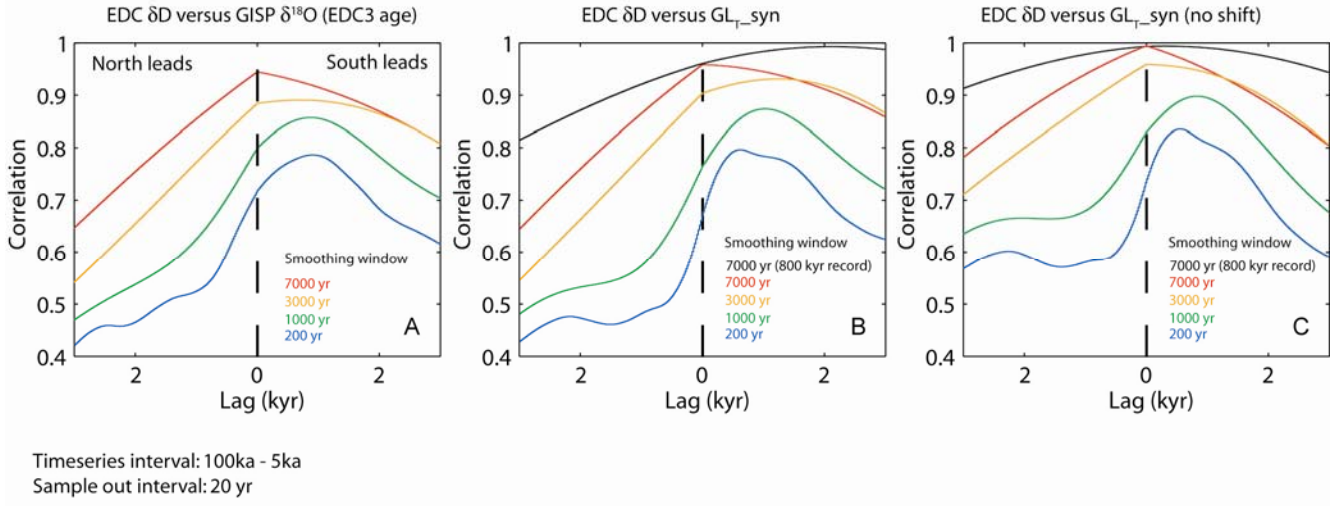 EDC δD versus GISP δ¹⁸O (EDC3 age)
1
North leads
South leads
0.9
0.8
Correlation
0.7
0.6
Smoothing window
7000 yr
3000 yr
0.5
1000 yr
200 yr
A
0.4
2
0
2
Lag (kyr)
EDC δD versus GL_T_syn
1
0.9
0.8
Correlation
0.7
0.6
Smoothing window
7000 yr (800 kyr record)
7000 yr
3000 yr
0.5
1000 yr
200 yr
B
0.4
2
0
2
Lag (kyr)
EDC δD versus GL_T_syn (no shift)
1
0.9
0.8
Correlation
0.7
0.6
Smoothing window
7000 yr (800 kyr record)
7000 yr
3000 yr
0.5
1000 yr
200 yr
C
0.4
2
0
2
Lag (kyr)
Timeseries interval: 100ka - 5ka
Sample out interval: 20 yr